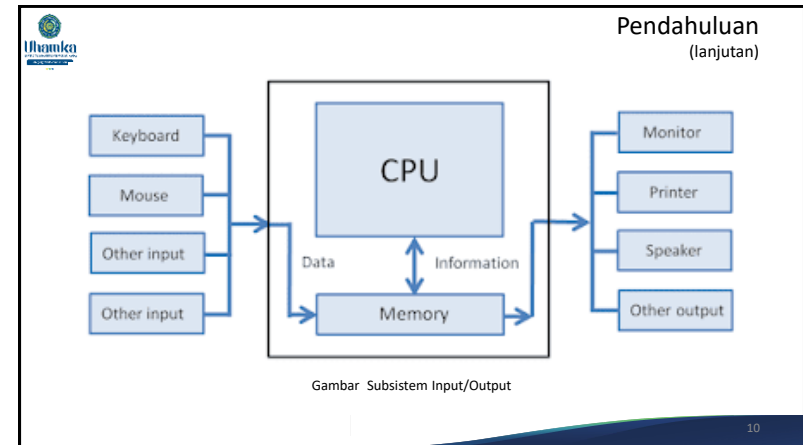 Uhamka
Pendahuluan
(lanjutan)
Keyboard
Mouse
Other input
Other input
CPU
Data
Information
Memory
Monitor
Printer
Speaker
Other output
Gambar Subsistem Input/Output
10